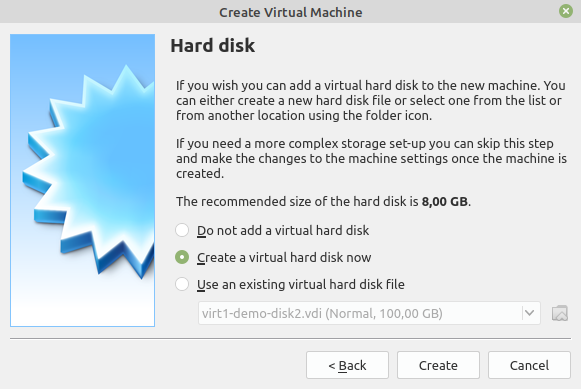 Create Virtual Machine
Hard disk
If you wish you can add a virtual hard disk to the new machine. You
can either create a new hard disk file or select one from the list or
from another location using the folder icon.
If you need a more complex storage set-up you can skip this step
and make the changes to the machine settings once the machine is
created.
The recommended size of the hard disk is 8,00 GB.
Do not add a virtual hard disk
Create a virtual hard disk now
Use an existing virtual hard disk file
virt1-demo-disk2.vdi (Normal, 100,00 GB)
< Back
Create
Cancel